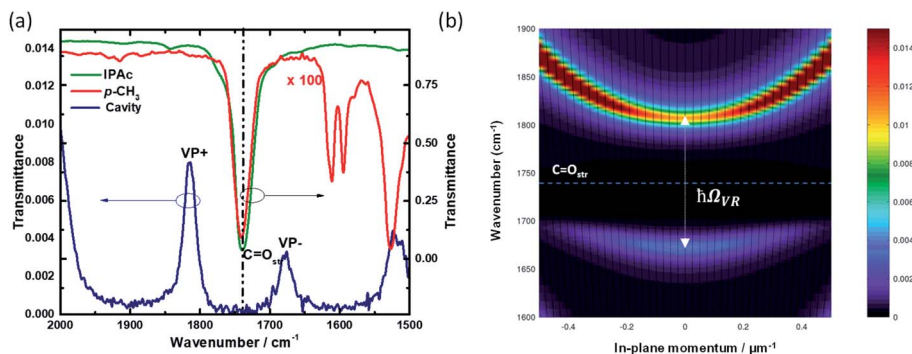 (a)
0.014
0.012
0.010
0.008
0.006
0.004
0.002
0.000
Transmittance
IPAc
p-CH3
Cavity
x 100
VP+
VP-
C=Ostr
0.75
0.50
0.25
0.00
Transmittance
2000 1900 1800 1700 1600 1500
Wavenumber / cm-1
(b)
1900
1850
1800
1750
1700
1650
1600
Wavenumber (cm-1)
C=Ostr
ħΩVR
-0.4 -0.2 0 0.2 0.4
In-plane momentum / µm-1
0.014
0.012
0.01
0.008
0.006
0.004
0.002
0